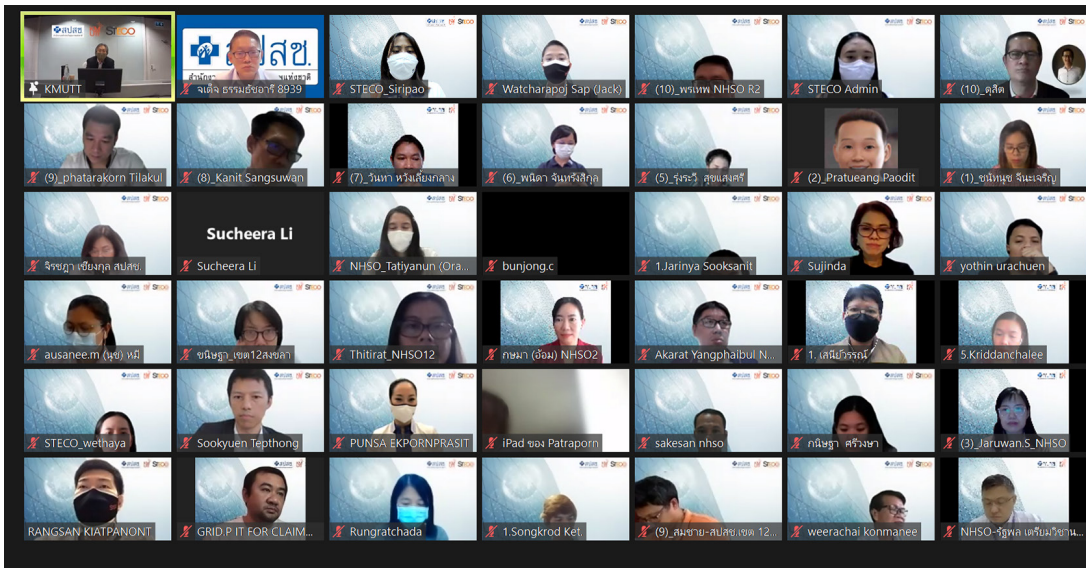 สปสช STECO
KMUTT
สปสช.
จเด็จ ธรรมธัชอารี 8939
STECO_Siripao
Watcharapoj Sap (Jack)
(10)_พรเทพ NHSO R2
STECO Admin
(10)_ดุสิต
(9)_phatarakorn Tilakul
(8)_Kanit Sangsuwan
(7)_วันทา หวังเลี้ยงกลาง
(6)_พนิดา จันทรังสิกุล
(5)_รุ่งระวี สุขแสงศรี
(2)_Pratueang Paodit
(1)_ชนัทนุช จีนะเจริญ
จิรชฎา เชียงกุล สปสช.
Sucheera Li
Sucheera Li
NHSO_Tatiyanun (Ora...
bunjong.c
1.Jarinya Sooksanit
Sujinda
yothin urachuen
ausanee.m (นุช) หมี
ชนิษฐา_เขต12สงขลา
Thitirat_NHSO12
กษมา (อ้อม) NHSO2
Akarat Yangphaibul N...
1. เสนีย์วรรณ์
5.Kriddanchalee
STECO_wethaya
Sookyuen Tepthong
PUNSA EKPORNPRASIT
iPad ของ Patraporn
sakesan nhso
กนิษฐา ศรีวงษา
(3)_Jaruwan.S_NHSO
RANGSAN KIATPANONT
GRID.P IT FOR CLAIM...
Rungratchada
1.Songkrod Ket.
(9)_สมชาย-สปสช.เขต 12...
weerachai konmanee
NHSO-รัฐพล เตรียมวิชาน...